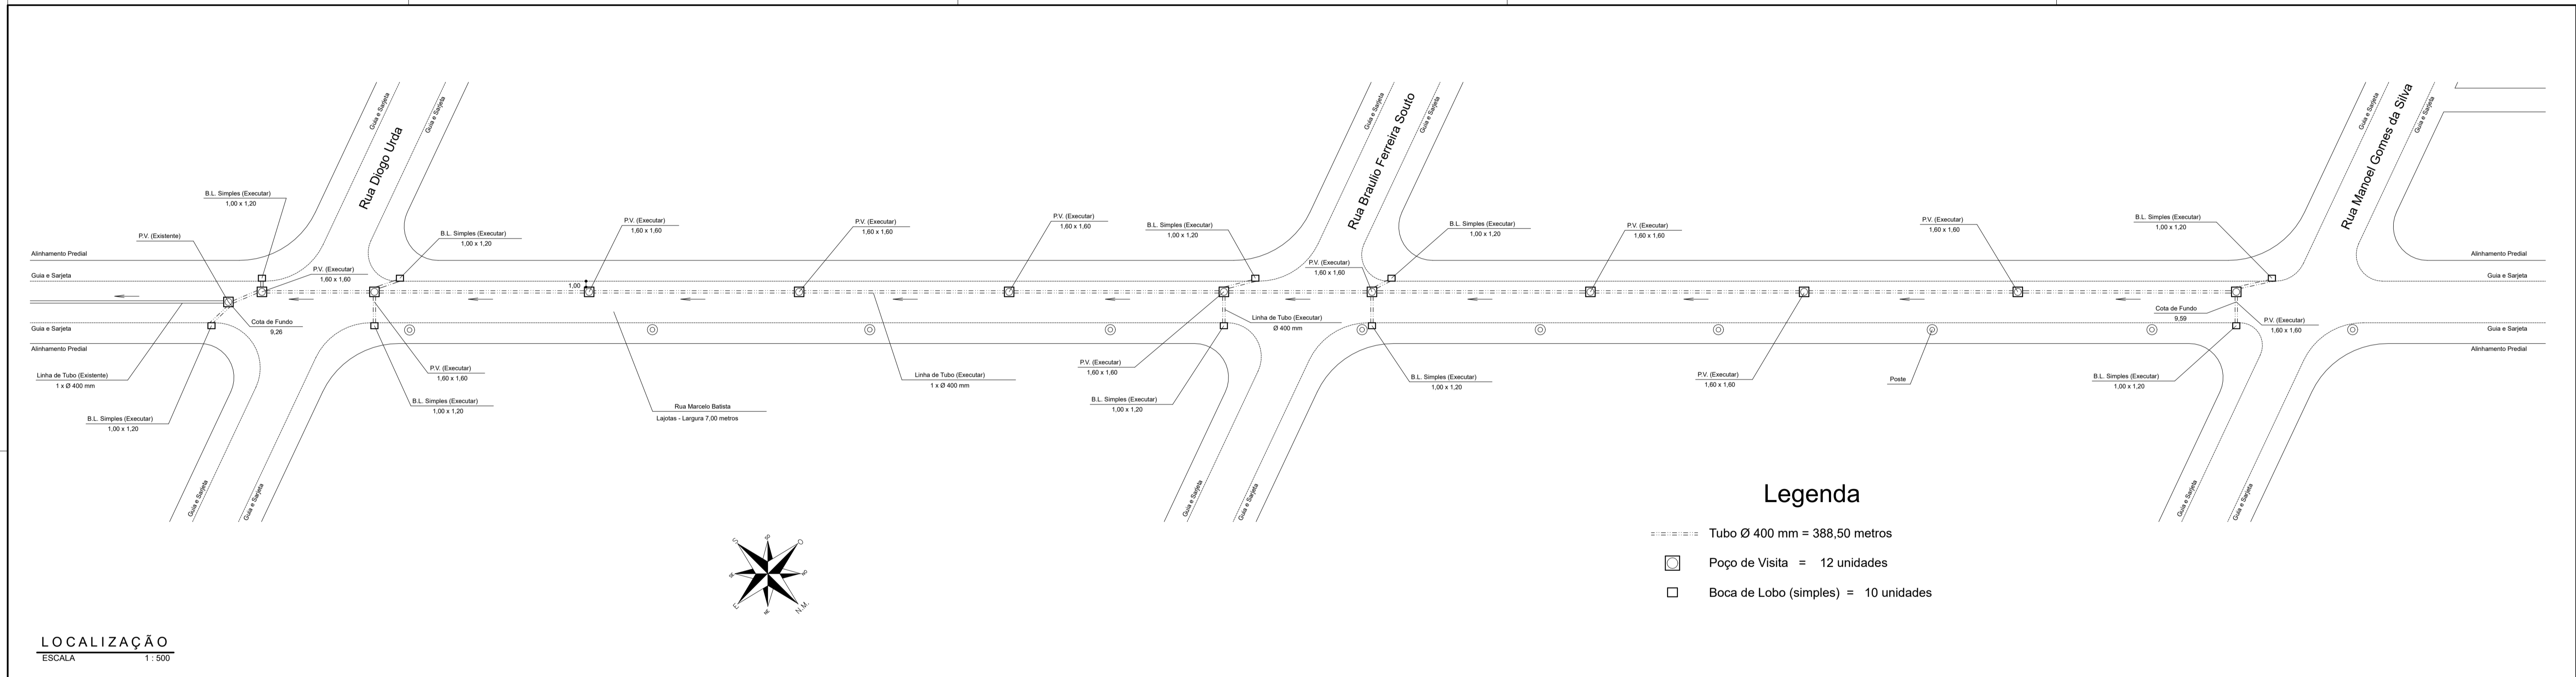 Rua Diogo Urda
Guia e Sarjeta
Guia e Sarjeta
Rua Braulio Ferreira Souto
Guia e Sarjeta
Guia e Sarjeta
Rua Manoel Gomes da Silva
Guia e Sarjeta
Guia e Sarjeta
B.L. Simples (Executar)
1,00 x 1,20
P.V. (Existente)
B.L. Simples (Executar)
1,00 x 1,20
P.V. (Executar)
1,60 x 1,60
P.V. (Executar)
1,60 x 1,60
P.V. (Executar)
1,60 x 1,60
B.L. Simples (Executar)
1,00 x 1,20
B.L. Simples (Executar)
1,00 x 1,20
P.V. (Executar)
1,60 x 1,60
P.V. (Executar)
1,60 x 1,60
B.L. Simples (Executar)
1,00 x 1,20
Alinhamento Predial
Alinhamento Predial
Guia e Sarjeta
P.V. (Executar)
1,60 x 1,60
1,00
P.V. (Executar)
1,60 x 1,60
Guia e Sarjeta
Cota de Fundo
9,26
Linha de Tubo (Executar)
Ø 400 mm
Cota de Fundo
9,59
P.V. (Executar)
1,60 x 1,60
Guia e Sarjeta
Guia e Sarjeta
Alinhamento Predial
Alinhamento Predial
Linha de Tubo (Existente)
1 x Ø 400 mm
P.V. (Executar)
1,60 x 1,60
Linha de Tubo (Executar)
1 x Ø 400 mm
P.V. (Executar)
1,60 x 1,60
B.L. Simples (Executar)
1,00 x 1,20
P.V. (Executar)
1,60 x 1,60
Poste
B.L. Simples (Executar)
1,00 x 1,20
B.L. Simples (Executar)
1,00 x 1,20
B.L. Simples (Executar)
1,00 x 1,20
Rua Marcelo Batista
Lajotas - Largura 7,00 metros
B.L. Simples (Executar)
1,00 x 1,20
Guia e Sarjeta
Guia e Sarjeta
Guia e Sarjeta
Guia e Sarjeta
Guia e Sarjeta
Guia e Sarjeta
Legenda
Tubo Ø 400 mm = 388,50 metros
Poço de Visita = 12 unidades
Boca de Lobo (simples) = 10 unidades
S
O
E
N.M.
LOCALIZAÇÃO
ESCALA 1 : 500